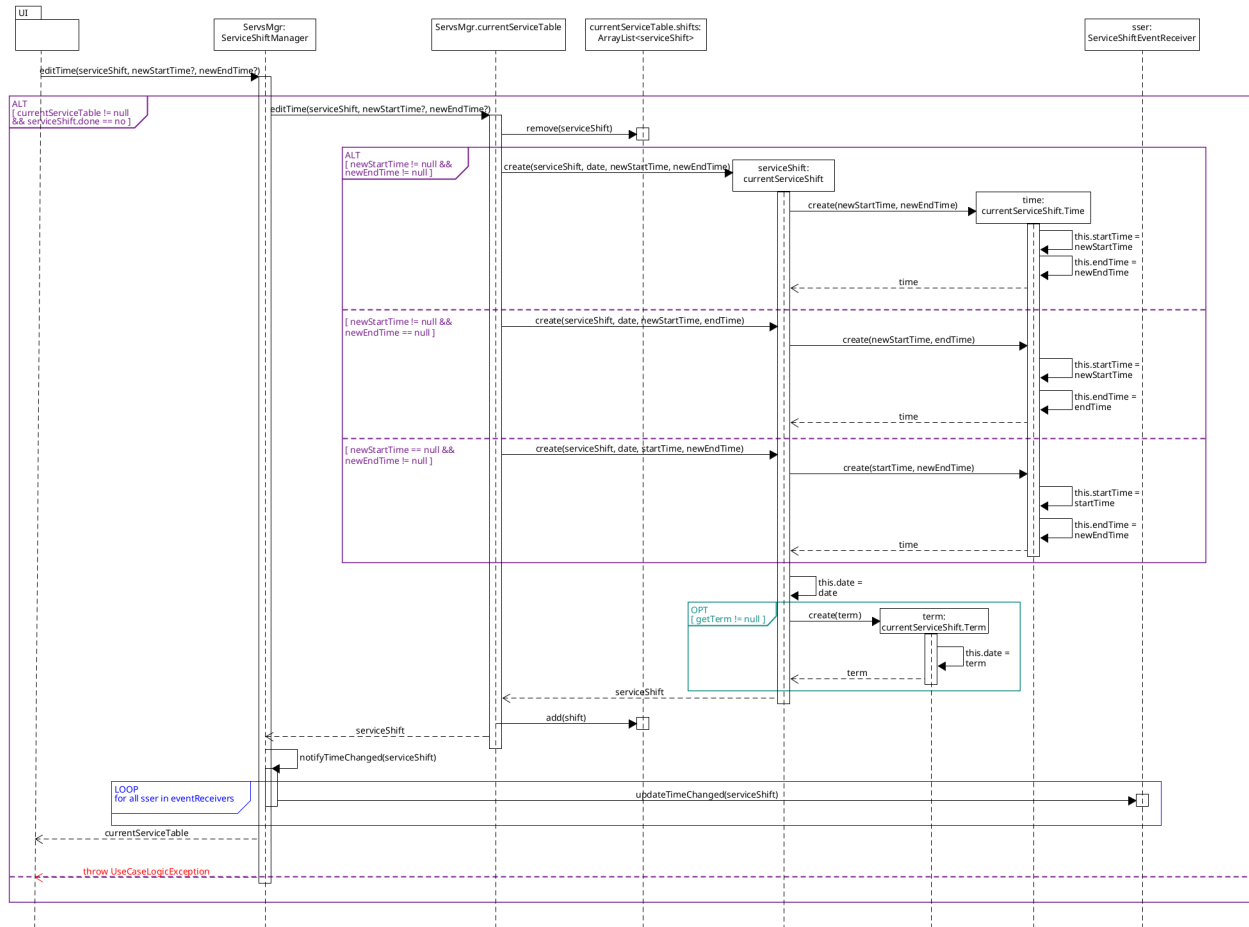 UI
ServsMgr:
ServiceShiftManager
ServsMgr.currentServiceTable
currentServiceTable.shifts:
ArrayList<serviceShift>
sser:
ServiceShiftEventReceiver
editTime(serviceShift, newStartTime?, newEndTime?)
ALT
[ currentServiceTable != null
&& serviceShift.done == no ]
editTime(serviceShift, newStartTime?, newEndTime?)
remove(serviceShift)
ALT
[ newStartTime != null &&
newEndTime != null ]
create(serviceShift, date, newStartTime, newEndTime)
serviceShift:
currentServiceShift
create(newStartTime, newEndTime)
time:
currentServiceShift.Time
this.startTime =
newStartTime
this.endTime =
newEndTime
time
[ newStartTime != null &&
newEndTime == null ]
create(serviceShift, date, newStartTime, endTime)
create(newStartTime, endTime)
this.startTime =
newStartTime
this.endTime =
endTime
time
[ newStartTime == null &&
newEndTime != null ]
create(serviceShift, date, startTime, newEndTime)
create(startTime, newEndTime)
this.startTime =
startTime
this.endTime =
newEndTime
time
this.date =
date
OPT
[ getTerm != null ]
create(term)
term:
currentServiceShift.Term
this.date =
term
term
serviceShift
add(shift)
serviceShift
notifyTimeChanged(serviceShift)
LOOP
for all sser in eventReceivers
updateTimeChanged(serviceShift)
currentServiceTable
throw UseCaseLogicException